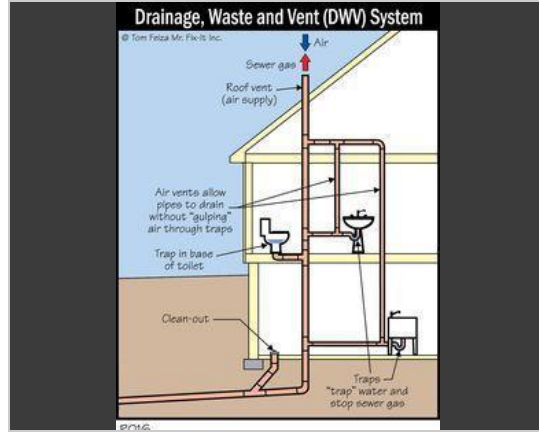 Drainage, Waste and Vent (DWV) System
© Tom Feiza Mr. Fix-It Inc.
Air
Sewer gas
Roof vent
(air supply)
Air vents allow
pipes to drain
without "gulping"
air through traps
Trap in base
of toilet
Clean-out
Traps
"trap" water and
stop sewer gas
P016